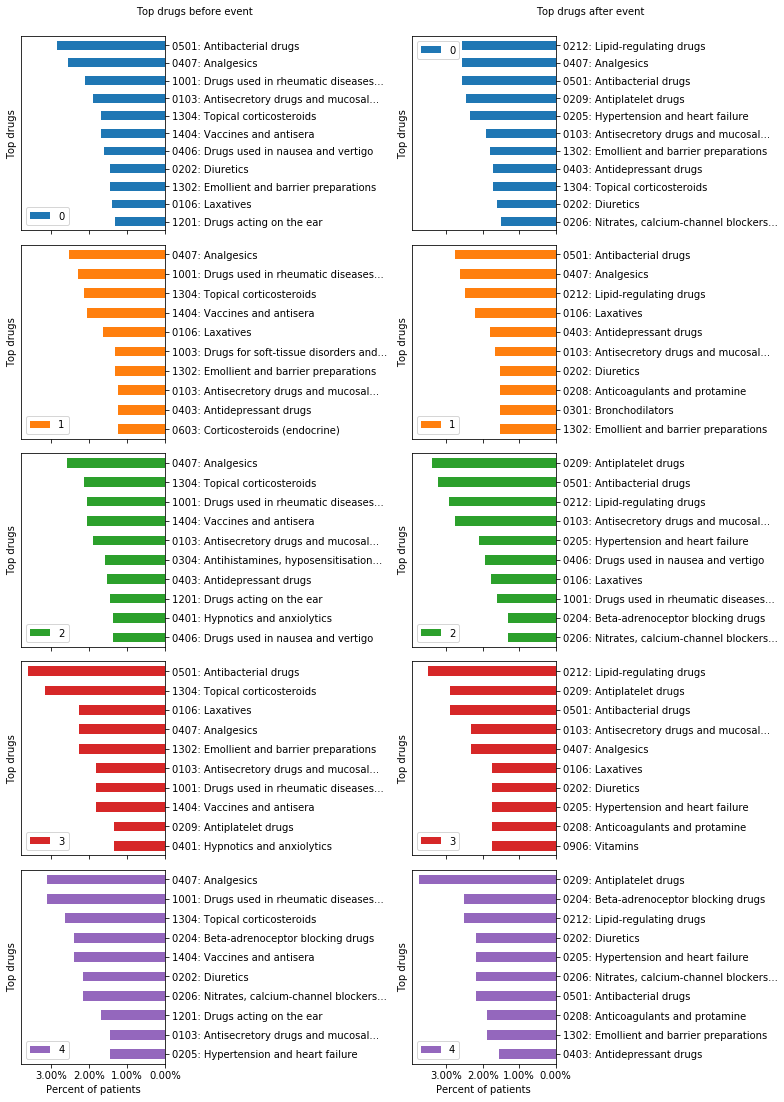 Top drugs before event
Top drugs
0501: Antibacterial drugs
0407: Analgesics
1001: Drugs used in rheumatic diseases...
0103: Antisecretory drugs and mucosal...
1304: Topical corticosteroids
1404: Vaccines and antisera
0406: Drugs used in nausea and vertigo
0202: Diuretics
1302: Emollient and barrier preparations
0106: Laxatives
1201: Drugs acting on the ear
0
Top drugs
0407: Analgesics
1001: Drugs used in rheumatic diseases...
1304: Topical corticosteroids
1404: Vaccines and antisera
0106: Laxatives
1003: Drugs for soft-tissue disorders and...
1302: Emollient and barrier preparations
0103: Antisecretory drugs and mucosal...
0403: Antidepressant drugs
0603: Corticosteroids (endocrine)
1
Top drugs
0407: Analgesics
1304: Topical corticosteroids
1001: Drugs used in rheumatic diseases...
1404: Vaccines and antisera
0103: Antisecretory drugs and mucosal...
0304: Antihistamines, hyposensitisation...
0403: Antidepressant drugs
1201: Drugs acting on the ear
0401: Hypnotics and anxiolytics
0406: Drugs used in nausea and vertigo
2
Top drugs
0501: Antibacterial drugs
1304: Topical corticosteroids
0106: Laxatives
0407: Analgesics
1302: Emollient and barrier preparations
0103: Antisecretory drugs and mucosal...
1001: Drugs used in rheumatic diseases...
1404: Vaccines and antisera
0209: Antiplatelet drugs
0401: Hypnotics and anxiolytics
3
Top drugs
0407: Analgesics
1001: Drugs used in rheumatic diseases...
1304: Topical corticosteroids
0204: Beta-adrenoceptor blocking drugs
1404: Vaccines and antisera
0202: Diuretics
0206: Nitrates, calcium-channel blockers...
1201: Drugs acting on the ear
0103: Antisecretory drugs and mucosal...
0205: Hypertension and heart failure
4
3.00% 2.00% 1.00% 0.00%
Percent of patients
Top drugs after event
Top drugs
0
0212: Lipid-regulating drugs
0407: Analgesics
0501: Antibacterial drugs
0209: Antiplatelet drugs
0205: Hypertension and heart failure
0103: Antisecretory drugs and mucosal...
1302: Emollient and barrier preparations
0403: Antidepressant drugs
1304: Topical corticosteroids
0202: Diuretics
0206: Nitrates, calcium-channel blockers...
Top drugs
0501: Antibacterial drugs
0407: Analgesics
0212: Lipid-regulating drugs
0106: Laxatives
0403: Antidepressant drugs
0103: Antisecretory drugs and mucosal...
0202: Diuretics
0208: Anticoagulants and protamine
0301: Bronchodilators
1302: Emollient and barrier preparations
1
Top drugs
0209: Antiplatelet drugs
0501: Antibacterial drugs
0212: Lipid-regulating drugs
0103: Antisecretory drugs and mucosal...
0205: Hypertension and heart failure
0406: Drugs used in nausea and vertigo
0106: Laxatives
1001: Drugs used in rheumatic diseases...
0204: Beta-adrenoceptor blocking drugs
0206: Nitrates, calcium-channel blockers...
2
Top drugs
0212: Lipid-regulating drugs
0209: Antiplatelet drugs
0501: Antibacterial drugs
0103: Antisecretory drugs and mucosal...
0407: Analgesics
0106: Laxatives
0202: Diuretics
0205: Hypertension and heart failure
0208: Anticoagulants and protamine
0906: Vitamins
3
Top drugs
0209: Antiplatelet drugs
0204: Beta-adrenoceptor blocking drugs
0212: Lipid-regulating drugs
0202: Diuretics
0205: Hypertension and heart failure
0206: Nitrates, calcium-channel blockers...
0501: Antibacterial drugs
0208: Anticoagulants and protamine
1302: Emollient and barrier preparations
0403: Antidepressant drugs
4
3.00% 2.00% 1.00% 0.00%
Percent of patients